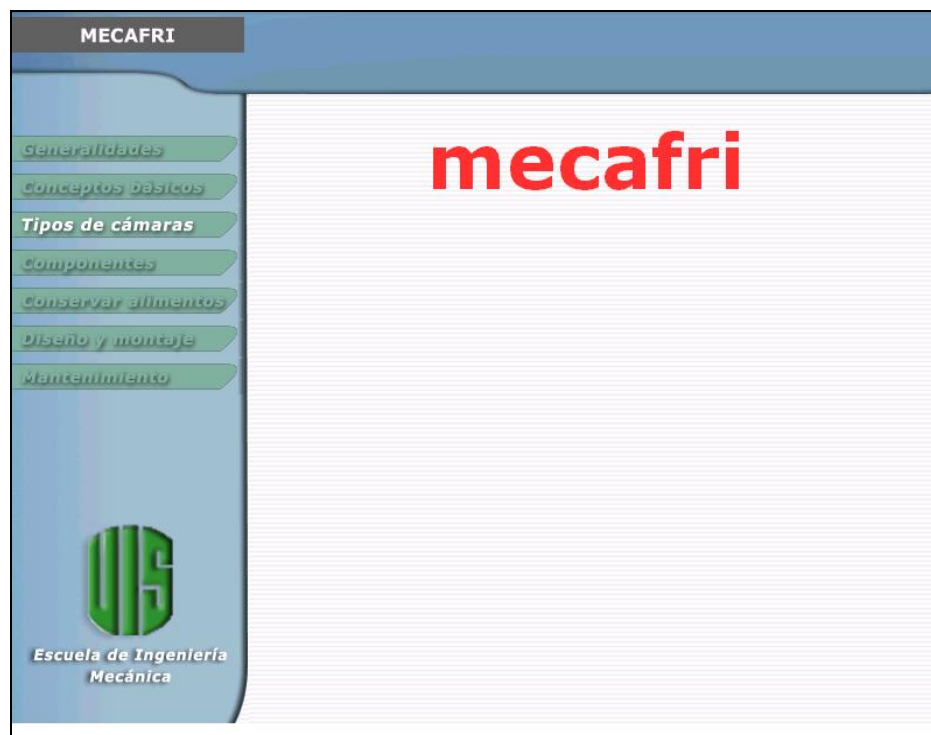 MECAFRI
mecafri
Generalidades
Conceptos básicos
Tipos de cámaras
Componentes
Conservar alimentos
Diseño y montaje
Mantenimiento
UIS
Escuela de Ingeniería
Mecánica